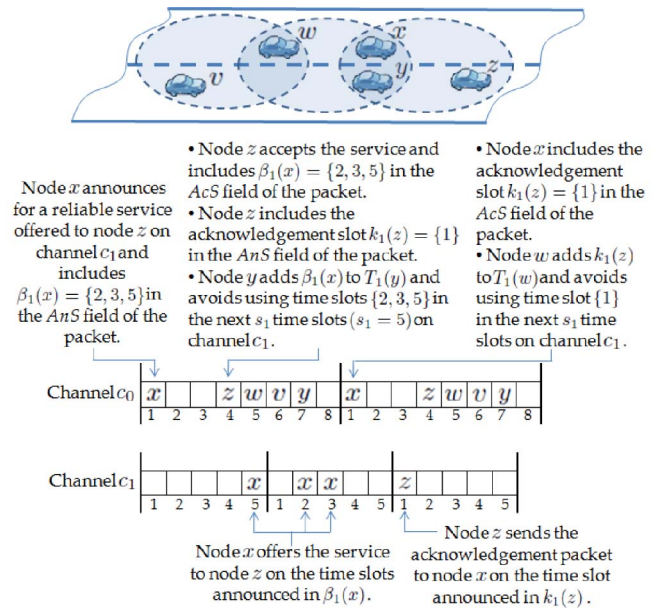 w
x
v
y
z
Node x announces
for a reliable service
offered to node z on
channel c₁ and
includes
β₁(x) = {2, 3, 5} in
the AnS field of the
packet.
• Node z accepts the service and
includes β₁(x) = {2, 3, 5} in the
AcS field of the packet.
• Node z includes the
acknowledgement slot k₁(z) = {1}
in the AnS field of the packet.
• Node y adds β₁(x) to T₁(y) and
avoids using time slots {2, 3, 5} in
the next s₁ time slots (s₁ = 5) on
channel c₁.
• Node x includes the
acknowledgement
slot k₁(z) = {1} in the
AcS field of the
packet.
• Node w adds k₁(z)
to T₁(w) and avoids
using time slot {1}
in the next s₁ time
slots on channel c₁.
Channel c₀ x z w v y x z w v y
1 2 3 4 5 6 7 8 1 2 3 4 5 6 7 8
Channel c₁ x x x z
1 2 3 4 5 1 2 3 4 5 1 2 3 4 5
Node x offers the service
to node z on the time slots
announced in β₁(x).
Node z sends the
acknowledgement packet
to node x on the time slot
announced in k₁(z).